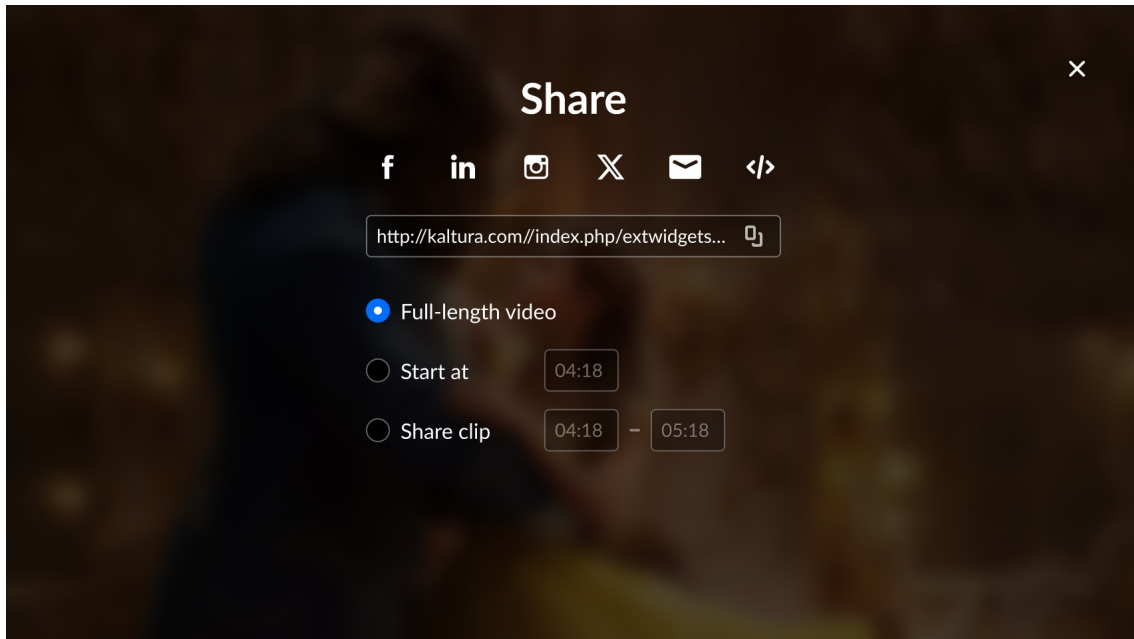 Share
f in X </>
http://kaltura.com//index.php/extwidgets...
Full-length video
Start at 04:18
Share clip 04:18 – 05:18